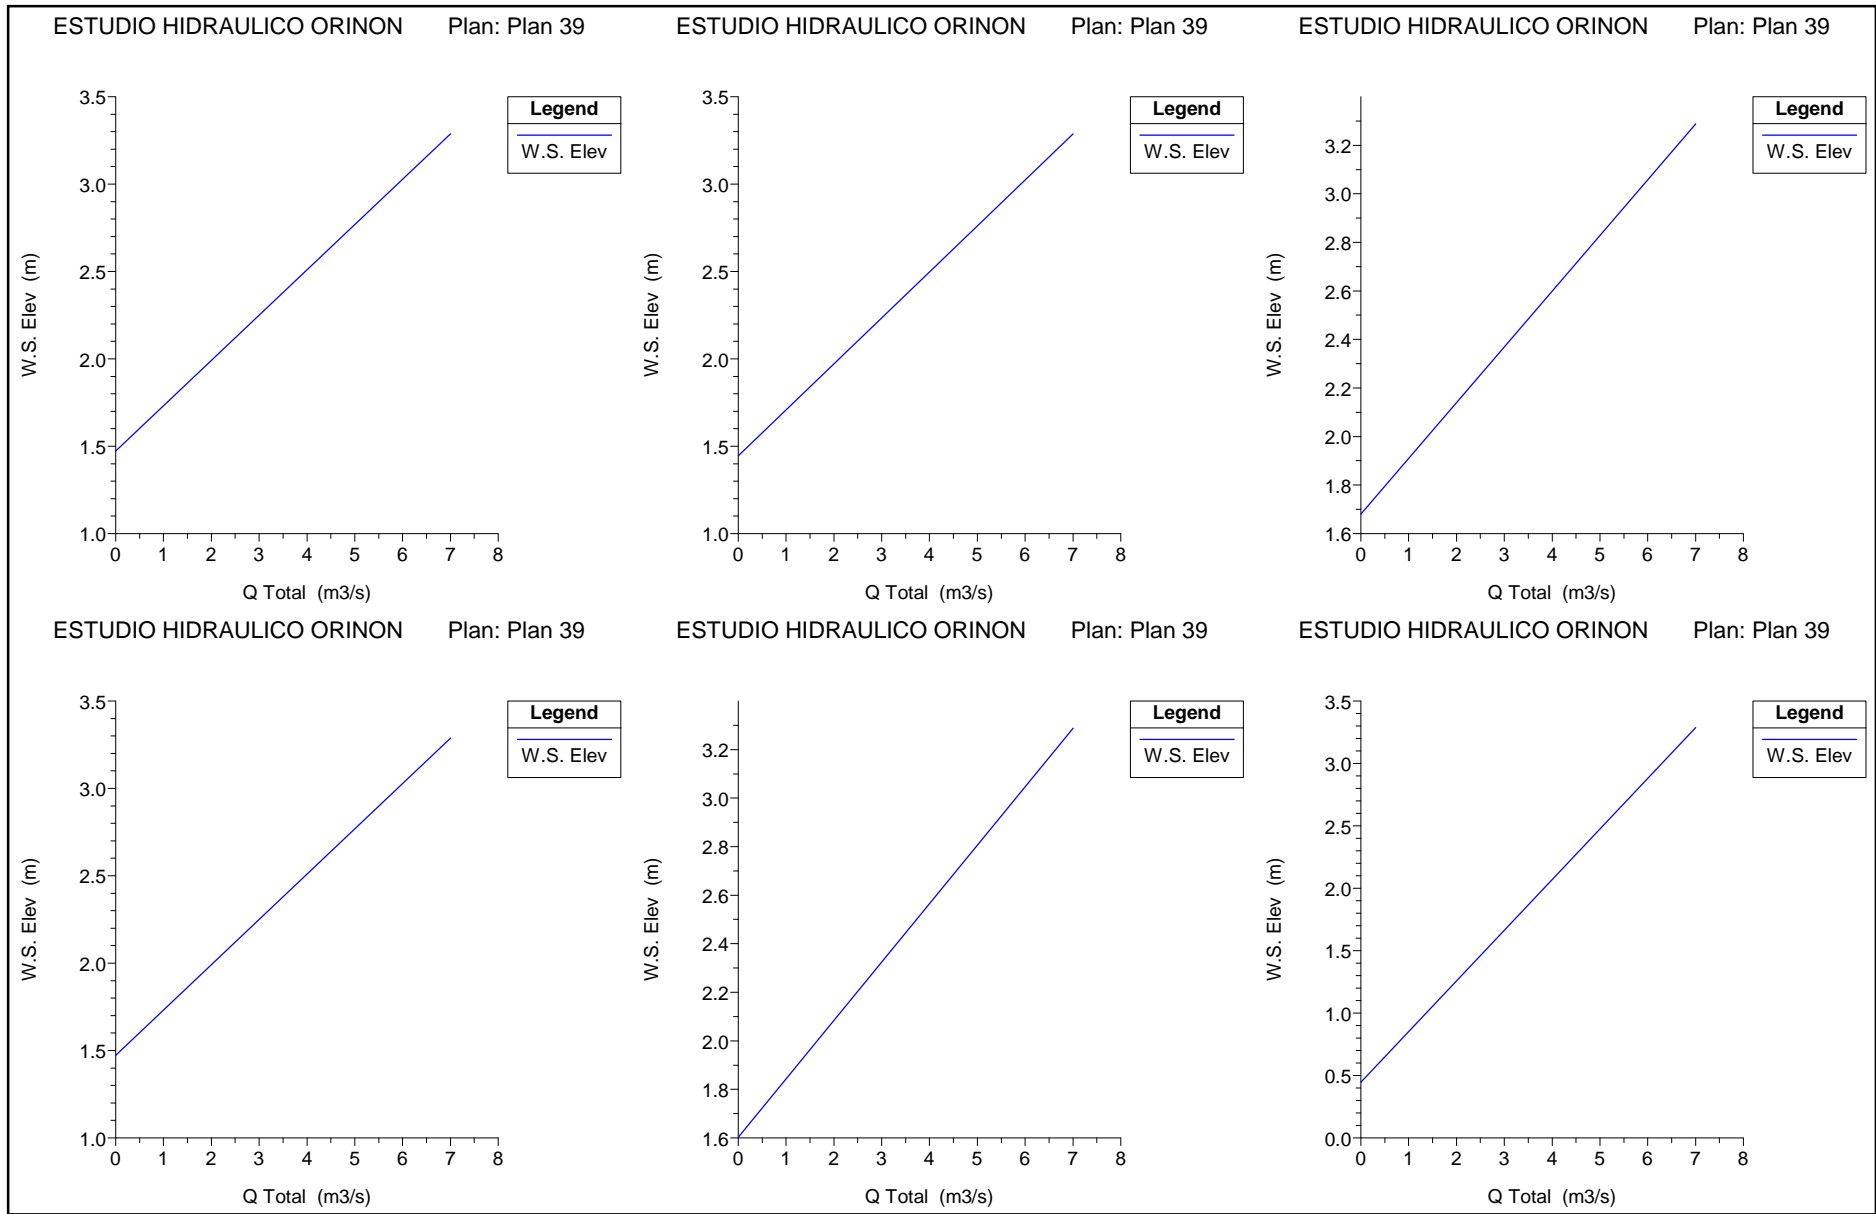 ESTUDIO HIDRAULICO ORINON Plan: Plan 39
Legend
W.S. Elev
3.5
3.0
2.5
2.0
1.5
1.0
W.S. Elev (m)
0 1 2 3 4 5 6 7 8
Q Total (m3/s)
ESTUDIO HIDRAULICO ORINON Plan: Plan 39
Legend
W.S. Elev
3.5
3.0
2.5
2.0
1.5
1.0
W.S. Elev (m)
0 1 2 3 4 5 6 7 8
Q Total (m3/s)
ESTUDIO HIDRAULICO ORINON Plan: Plan 39
Legend
W.S. Elev
3.2
3.0
2.8
2.6
2.4
2.2
2.0
1.8
1.6
W.S. Elev (m)
0 1 2 3 4 5 6 7 8
Q Total (m3/s)
ESTUDIO HIDRAULICO ORINON Plan: Plan 39
Legend
W.S. Elev
3.5
3.0
2.5
2.0
1.5
1.0
W.S. Elev (m)
0 1 2 3 4 5 6 7 8
Q Total (m3/s)
ESTUDIO HIDRAULICO ORINON Plan: Plan 39
Legend
W.S. Elev
3.2
3.0
2.8
2.6
2.4
2.2
2.0
1.8
1.6
W.S. Elev (m)
0 1 2 3 4 5 6 7 8
Q Total (m3/s)
ESTUDIO HIDRAULICO ORINON Plan: Plan 39
Legend
W.S. Elev
3.5
3.0
2.5
2.0
1.5
1.0
0.5
0.0
W.S. Elev (m)
0 1 2 3 4 5 6 7 8
Q Total (m3/s)